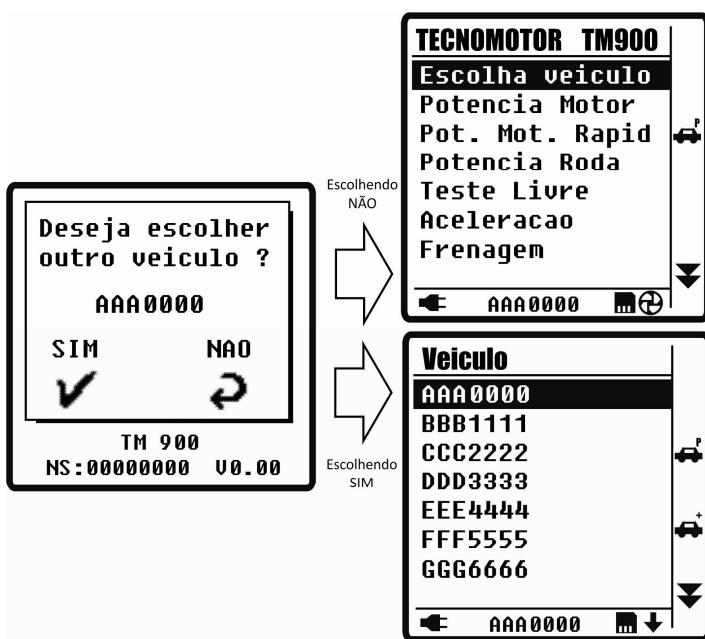 Deseja escolher
outro veiculo ?
AAA0000
SIM NAO
TM 900
NS:00000000 V0.00
Escolhendo
NÃO
Escolhendo
SIM
TECNOMOTOR TM900
Escolha veiculo
Potencia Motor
Pot. Mot. Rapid
Potencia Roda
Teste Livre
Aceleracao
Frenagem
P
AAA0000
Veiculo
AAA0000
BBB1111
CCC2222
DDD3333
EEE4444
FFF5555
GGG6666
P
+
AAA0000